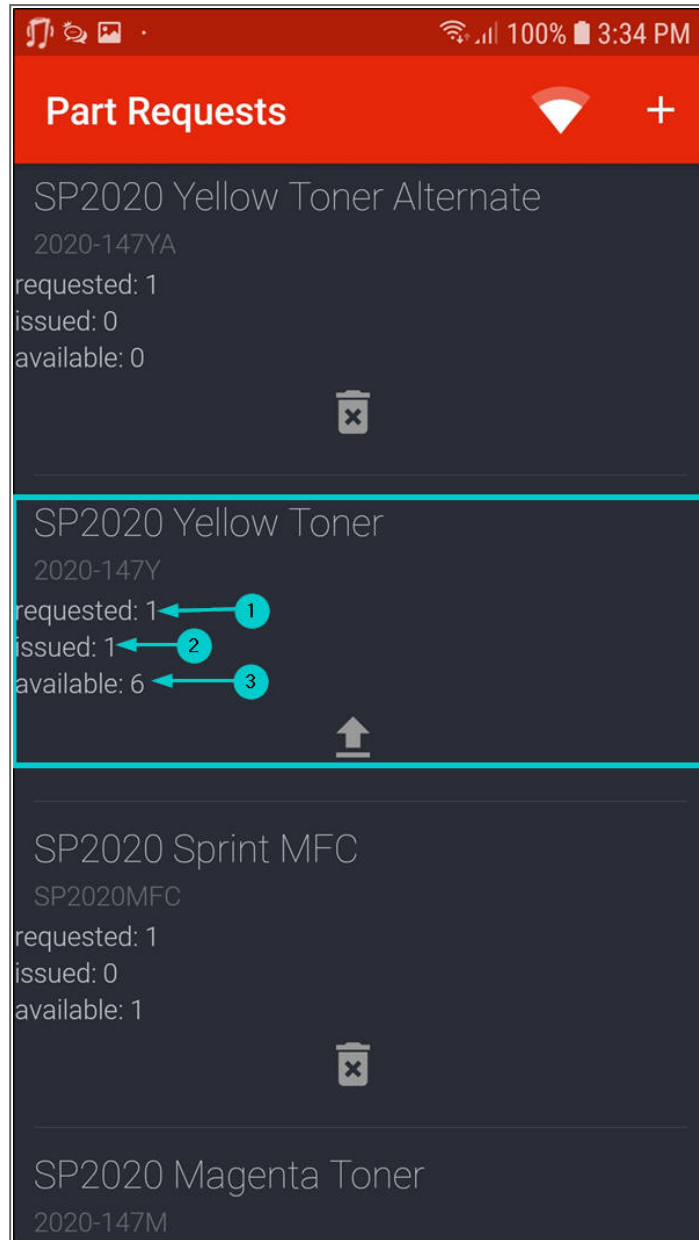 100% 3:34 PM
Part Requests +
SP2020 Yellow Toner Alternate
2020-147YA
requested: 1
issued: 0
available: 0
SP2020 Yellow Toner
2020-147Y
requested: 1 1
issued: 1 2
available: 6 3
SP2020 Sprint MFC
SP2020MFC
requested: 1
issued: 0
available: 1
SP2020 Magenta Toner
2020-147M